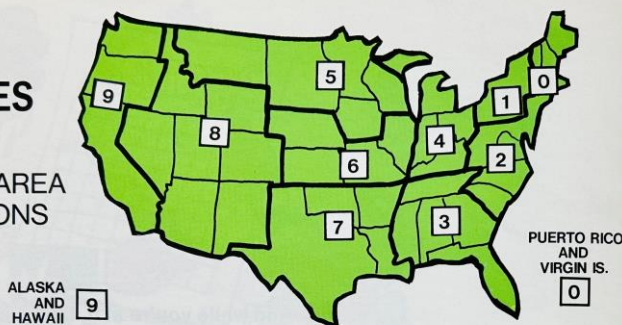 ES
AREA
ONS
5
0
9
1
8
4
2
6
7
3
PUERTO RICO
AND
VIRGIN IS.
0
ALASKA
AND
HAWAII
9